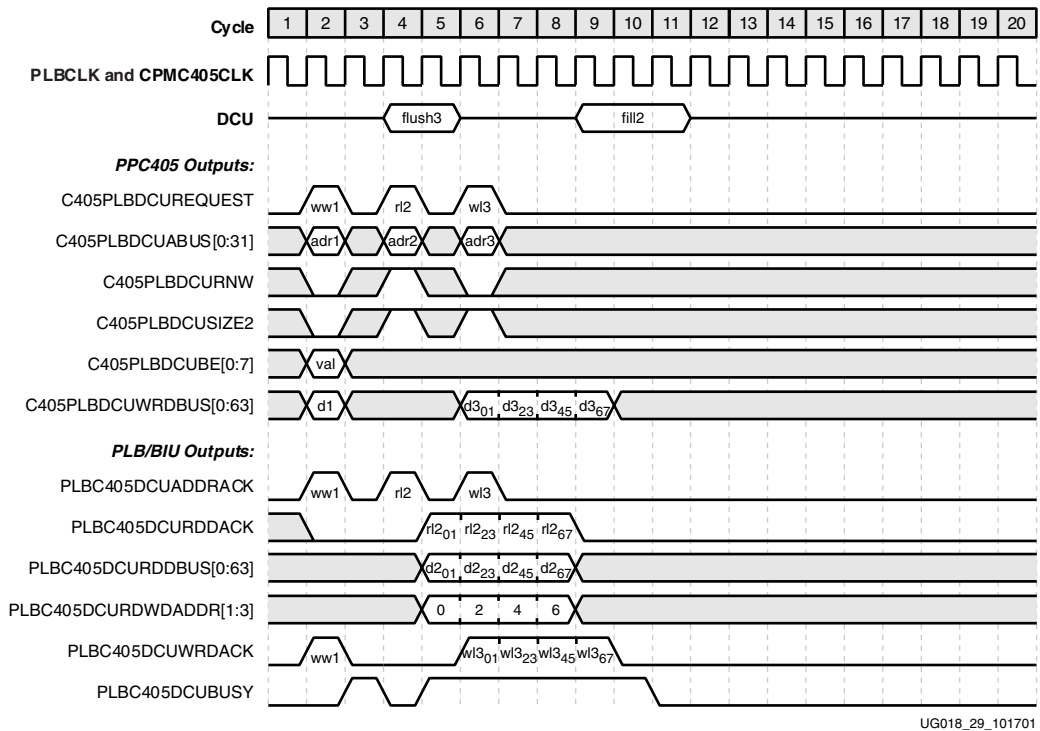 Cycle 1 2 3 4 5 6 7 8 9 10 11 12 13 14 15 16 17 18 19 20
PLBCLK and CPMC405CLK
DCU flush3 fill2
PPC405 Outputs:
C405PLBDCUREQUEST ww1 rl2 wl3
C405PLBDCUABUS[0:31] adr1 adr2 adr3
C405PLBDCURNW
C405PLBDCUSIZE2
C405PLBDCUBE[0:7] val
C405PLBDCUWRDBUS[0:63] d1 d301 d323 d345 d367
PLB/BIU Outputs:
PLBC405DCUADDRACK ww1 rl2 wl3
PLBC405DCURDDACK rl201 rl223 rl245 rl267
PLBC405DCURDDBUS[0:63] d201 d223 d245 d267
PLBC405DCURDWDADDR[1:3] 0 2 4 6
PLBC405DCUWRDACK ww1 wl301 wl323 wl345 wl367
PLBC405DCUBUSY
UG018_29_101701